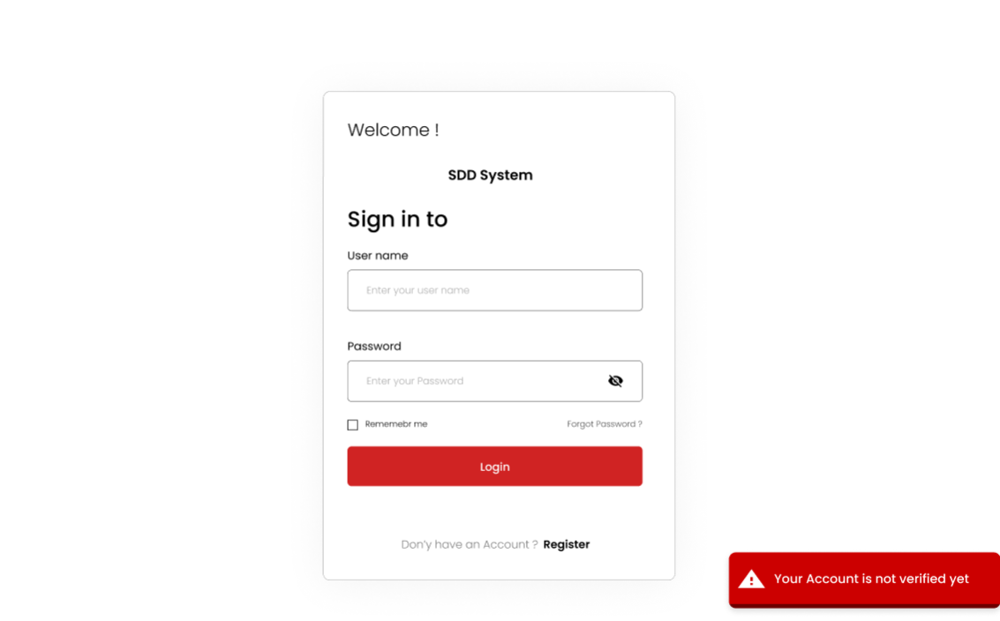 Welcome !
SDD System
Sign in to
User name
Enter your user name
Password
Enter your Password
Rememebr me
Forgot Password ?
Login
Don'y have an Account ? Register
Your Account is not verified yet